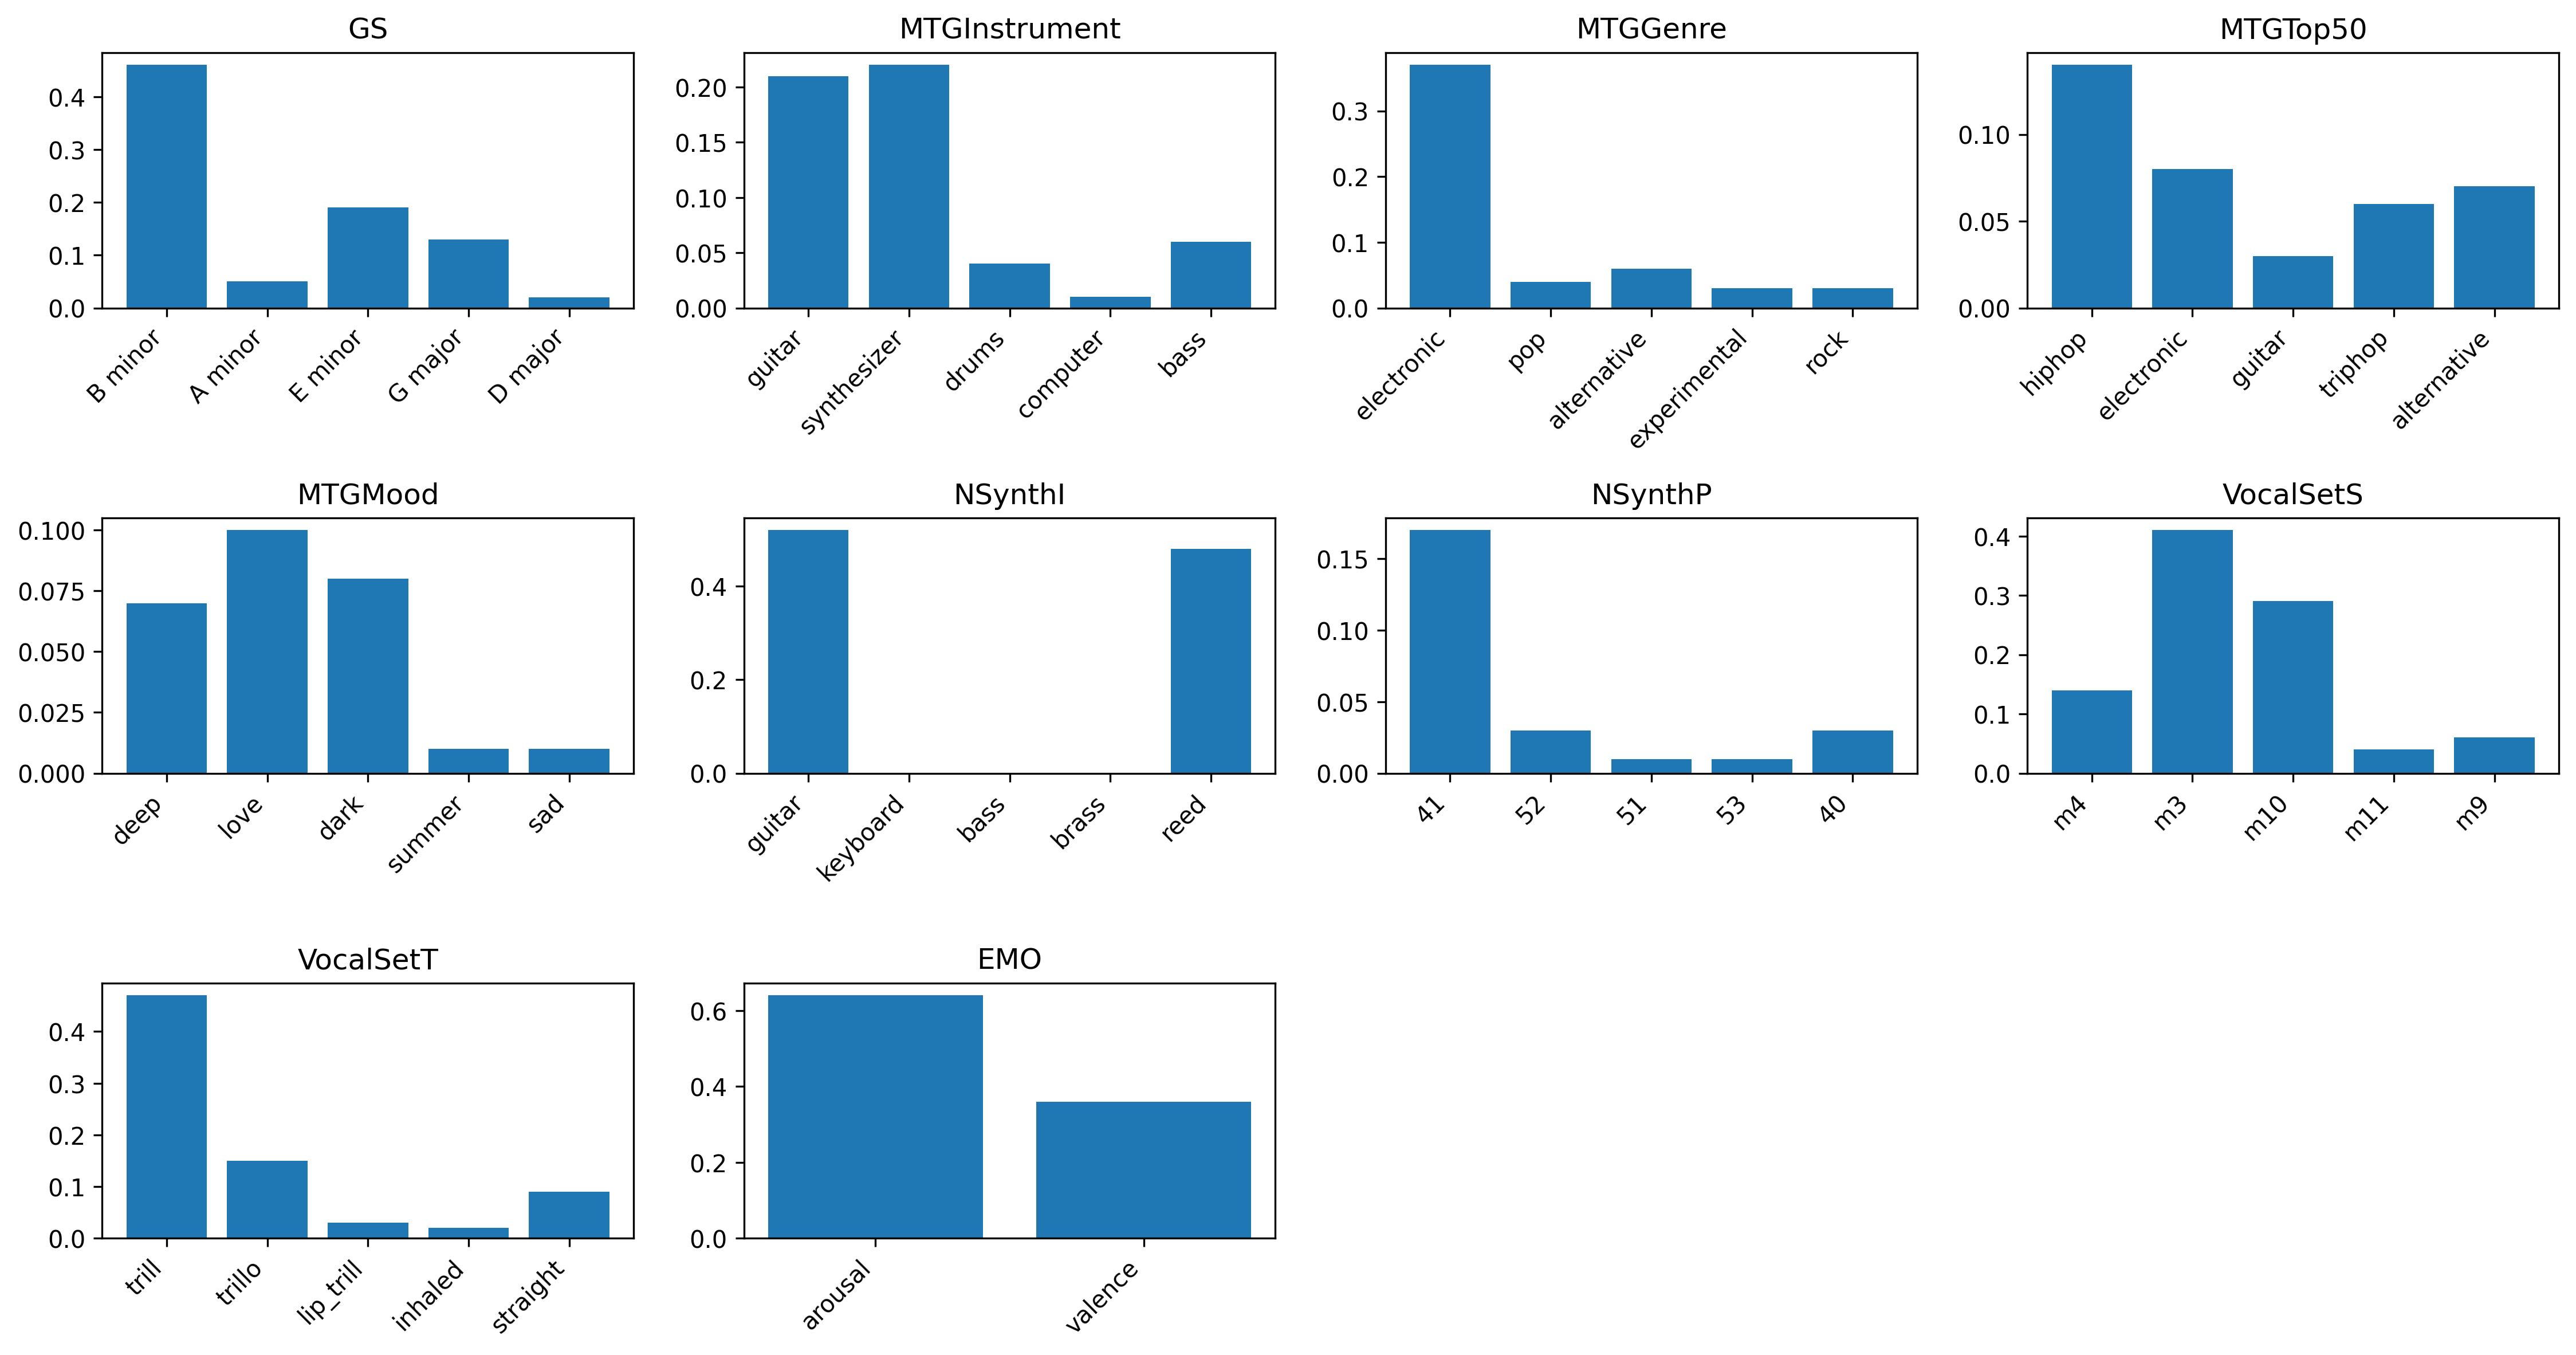 GS
0.4
0.3
0.2
0.1
0.0
B minor
A minor
E minor
G major
D major
MTGInstrument
0.20
0.15
0.10
0.05
0.00
guitar
synthesizer
drums
computer
bass
MTGGenre
0.3
0.2
0.1
0.0
electronic
pop
alternative
experimental
rock
MTGTop50
0.10
0.05
0.00
hiphop
electronic
guitar
triphop
alternative
MTGMood
0.100
0.075
0.050
0.025
0.000
deep
love
dark
summer
sad
NSynthI
0.4
0.2
0.0
guitar
keyboard
bass
brass
reed
NSynthP
0.15
0.10
0.05
0.00
41
52
51
53
40
VocalSetS
0.4
0.3
0.2
0.1
0.0
m4
m3
m10
m11
m9
VocalSetT
0.4
0.3
0.2
0.1
0.0
trill
trillo
lip_trill
inhaled
straight
EMO
0.6
0.4
0.2
0.0
arousal
valence